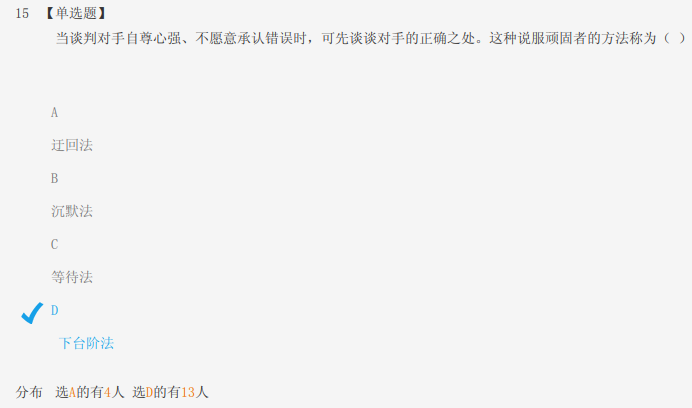 15 【单选题】
当谈判对手自尊心强、不愿意承认错误时，可先谈谈对手的正确之处。这种说服顽固者的方法称为（ ）
A
迂回法
B
沉默法
C
等待法
D
下台阶法
分布 选A的有4人 选D的有13人